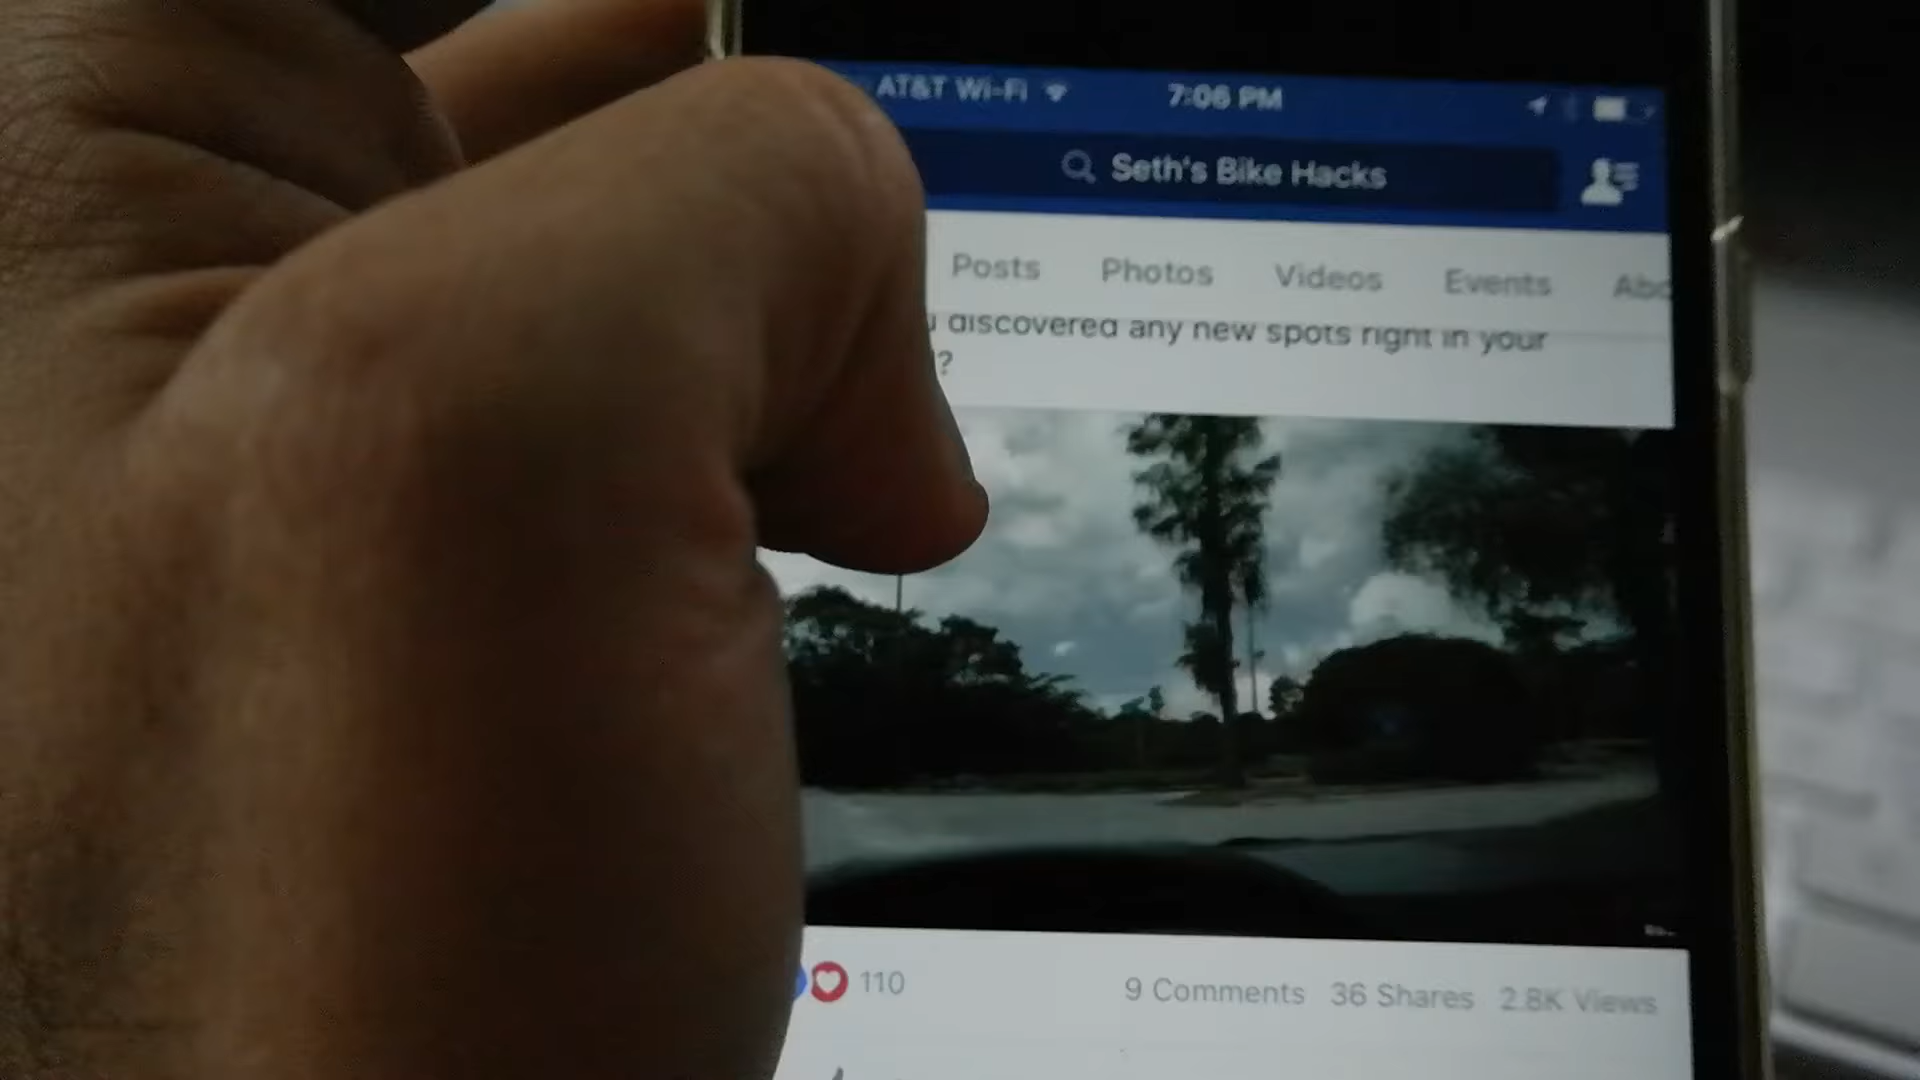 AT&T Wi-Fi 7:06 PM
Seth's Bike Hacks
Posts Photos Videos Events
discovered any new spots right in your
?
110 9 Comments 36 Shares 2.8K Views